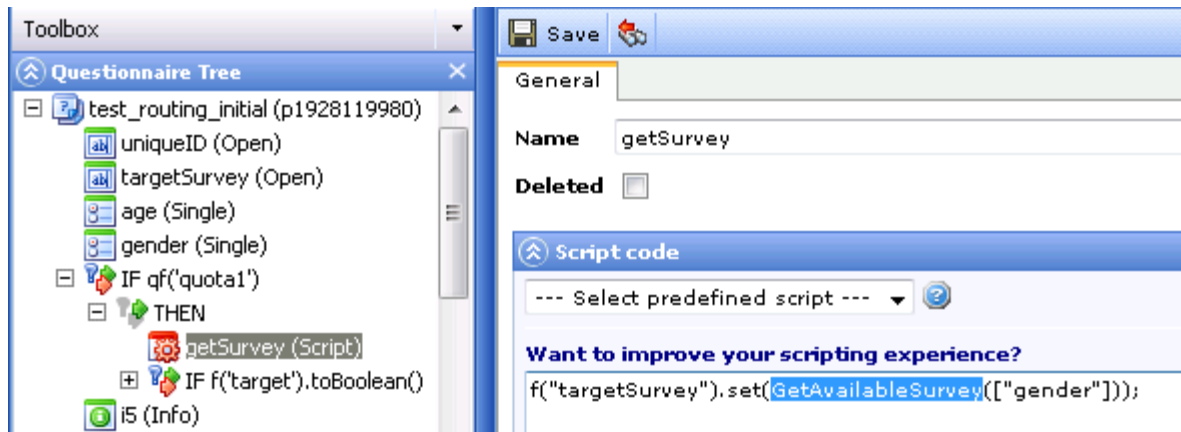 Toolbox
Questionnaire Tree
test_routing_initial (p1928119980)
uniqueID (Open)
targetSurvey (Open)
age (Single)
gender (Single)
IF qf('quota1')
THEN
getSurvey (Script)
IF f('target').toBoolean()
i5 (Info)
Save
General
Name getSurvey
Deleted
Script code
--- Select predefined script ---
Want to improve your scripting experience?
f("targetSurvey").set(GetAvailableSurvey(["gender"]));